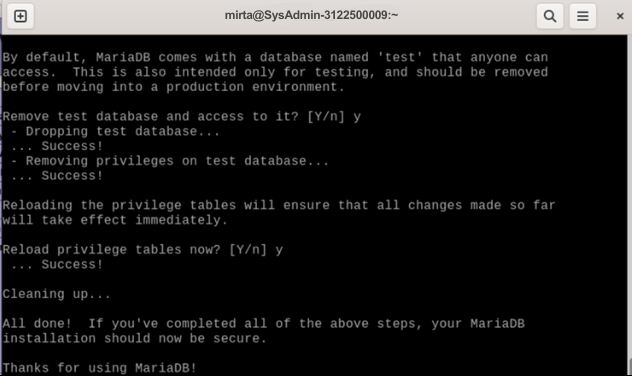 mirta@SysAdmin-3122500009:~
By default, MariaDB comes with a database named 'test' that anyone can
access.  This is also intended only for testing, and should be removed
before moving into a production environment.
Remove test database and access to it? [Y/n] y
 - Dropping test database...
 ... Success!
 - Removing privileges on test database...
 ... Success!
Reloading the privilege tables will ensure that all changes made so far
will take effect immediately.
Reload privilege tables now? [Y/n] y
 ... Success!
Cleaning up...
All done!  If you've completed all of the above steps, your MariaDB
installation should now be secure.
Thanks for using MariaDB!